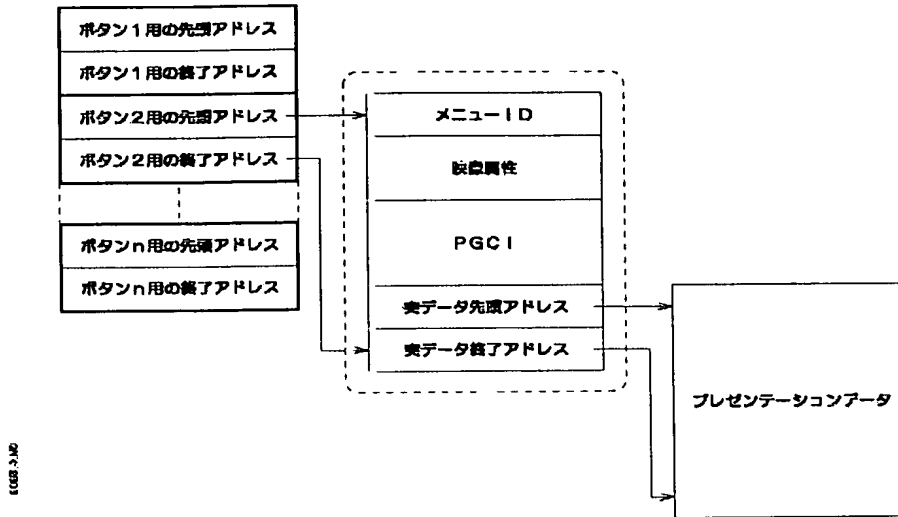 ボタン1用の先頭アドレス
ボタン1用の終了アドレス
ボタン2用の先頭アドレス
ボタン2用の終了アドレス
ボタンn用の先頭アドレス
ボタンn用の終了アドレス
メニューID
映像属性
PGCI
実データ先頭アドレス
実データ終了アドレス
プレゼンテーションデータ